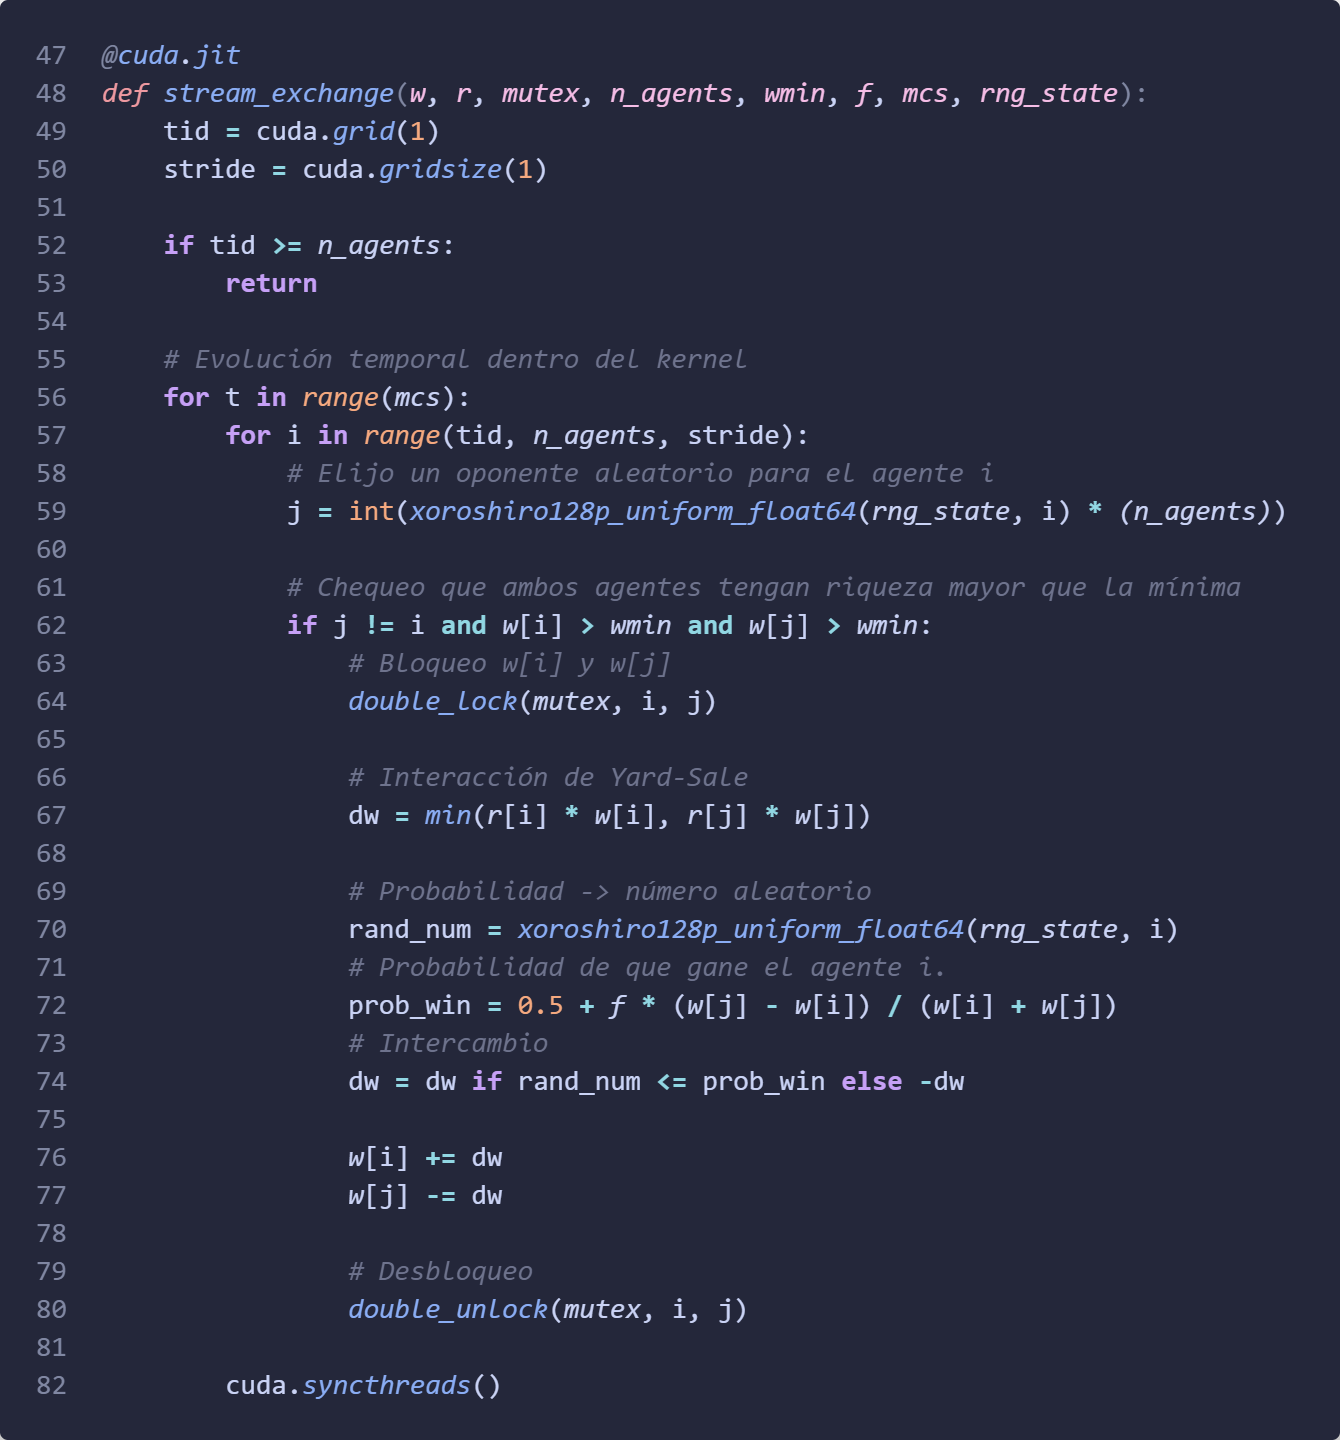 47 @cuda.jit
48 def stream_exchange(w, r, mutex, n_agents, wmin, f, mcs, rng_state):
49     tid = cuda.grid(1)
50     stride = cuda.gridsize(1)
51
52     if tid >= n_agents:
53         return
54
55     # Evolución temporal dentro del kernel
56     for t in range(mcs):
57         for i in range(tid, n_agents, stride):
58             # Elijo un oponente aleatorio para el agente i
59             j = int(xoroshiro128p_uniform_float64(rng_state, i) * (n_agents))
60
61             # Chequeo que ambos agentes tengan riqueza mayor que la mínima
62             if j != i and w[i] > wmin and w[j] > wmin:
63                 # Bloqueo w[i] y w[j]
64                 double_lock(mutex, i, j)
65
66                 # Interacción de Yard-Sale
67                 dw = min(r[i] * w[i], r[j] * w[j])
68
69                 # Probabilidad -> número aleatorio
70                 rand_num = xoroshiro128p_uniform_float64(rng_state, i)
71                 # Probabilidad de que gane el agente i.
72                 prob_win = 0.5 + f * (w[j] - w[i]) / (w[i] + w[j])
73                 # Intercambio
74                 dw = dw if rand_num <= prob_win else -dw
75
76                 w[i] += dw
77                 w[j] -= dw
78
79                 # Desbloqueo
80                 double_unlock(mutex, i, j)
81
82         cuda.syncthreads()